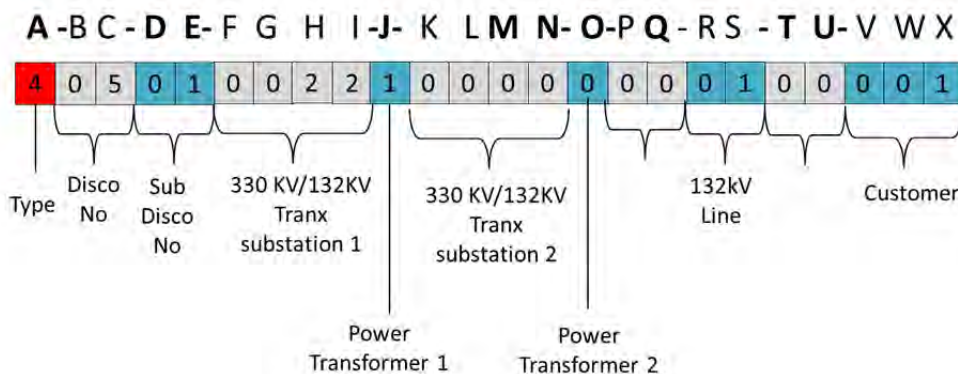 A -B C - D E- F G H I -J- K L M N- O-P Q - R S - T U- V W X
4 0 5 0 1 0 0 2 2 1 0 0 0 0 0 0 0 0 1 0 0 0 0 1
Type
Disco
No
Sub
Disco
No
330 KV/132KV
Tranx
substation 1
330 KV/132KV
Tranx
substation 2
132kV
Line
Customer
Power
Transformer 1
Power
Transformer 2